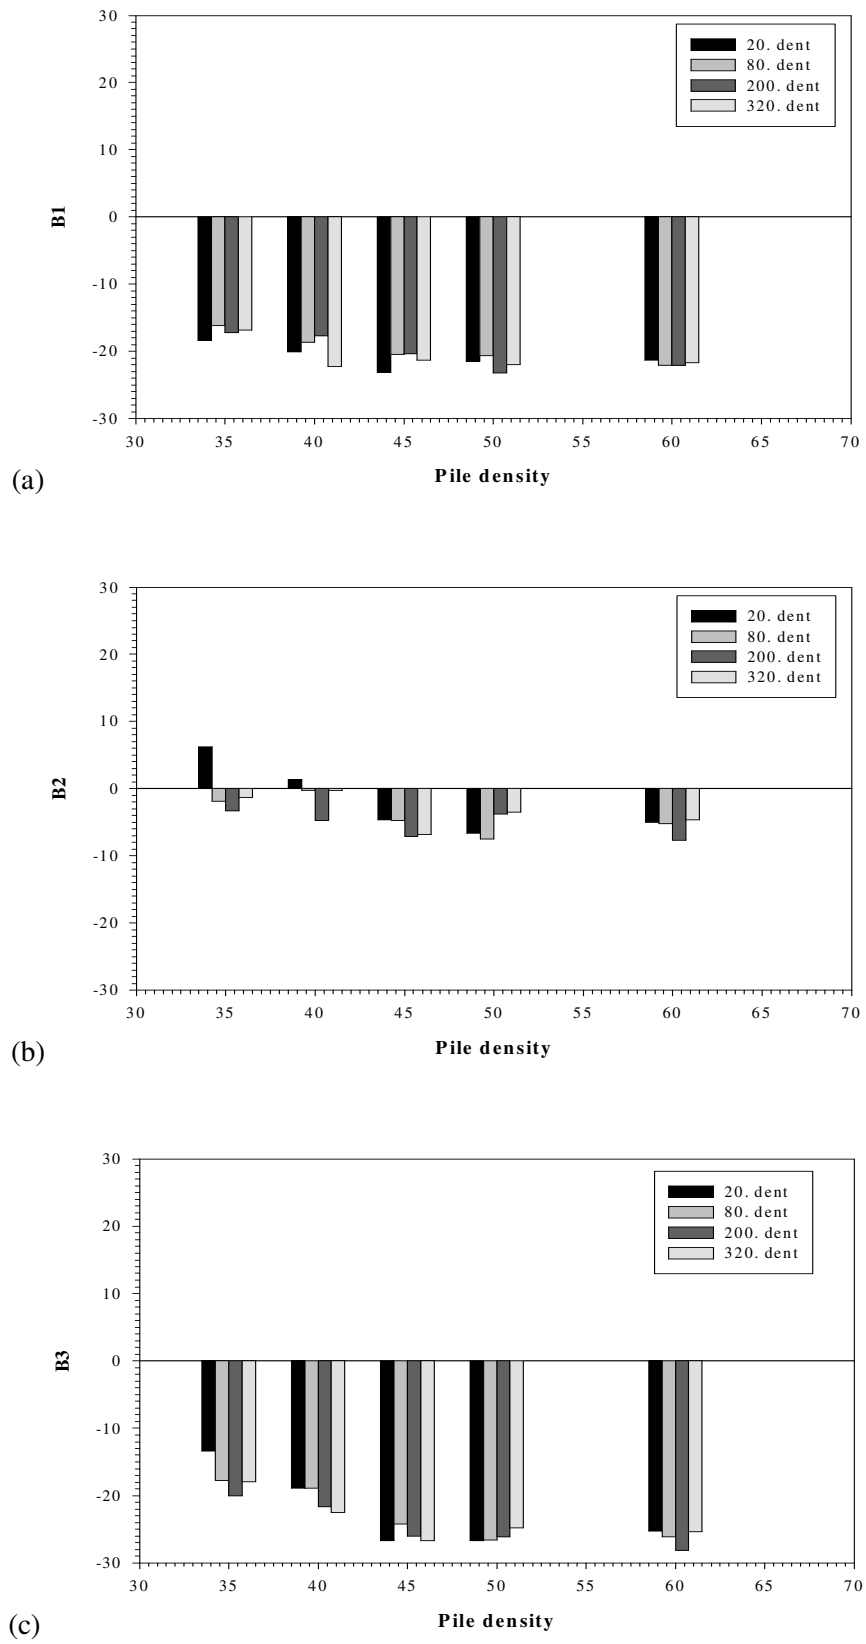 30
20. dent
80. dent
20
200. dent
320. dent
10
B1
0
-10
-20
-30
30 35 40 45 50 55 60 65 70
Pile density
(a)
30
20. dent
80. dent
20
200. dent
320. dent
10
B2
0
-10
-20
-30
30 35 40 45 50 55 60 65 70
Pile density
(b)
30
20. dent
80. dent
20
200. dent
320. dent
10
B3
0
-10
-20
-30
30 35 40 45 50 55 60 65 70
Pile density
(c)